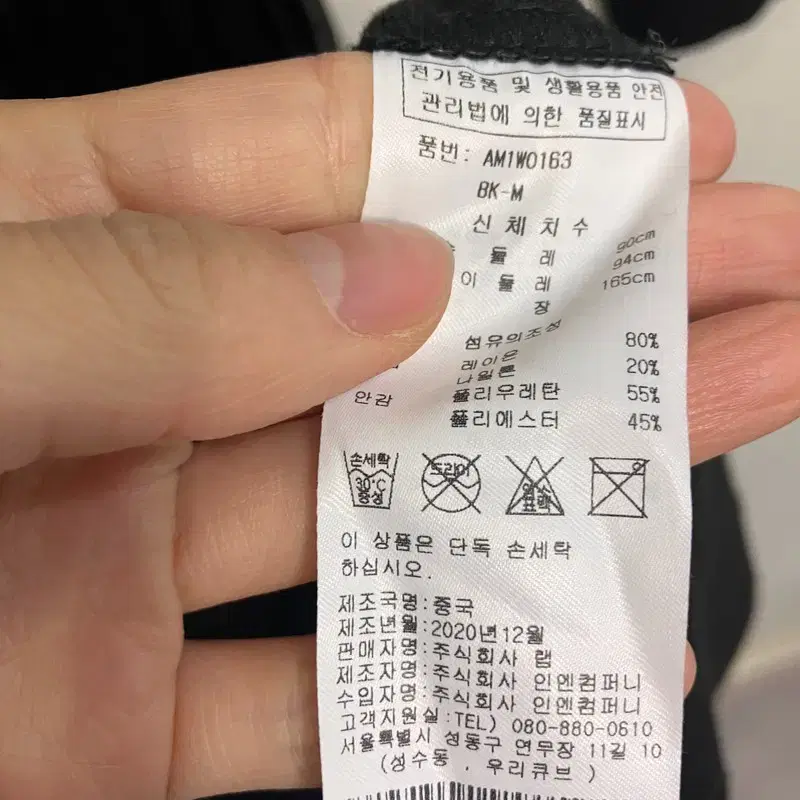 전기용품 및 생활용품 안전
관리법에 의한 품질표시
품번: AM1W0163
BK-M
신체치수
둘레 90cm
이둘레 94cm
장 165cm
섬유의조성
레이온 80%
나일론 20%
안감 폴리우레탄 55%
폴리에스터 45%
손세탁
30°C
중성
드라이
염소
표백
이 상품은 단독 손세탁
하십시오.
제조국명:중국
제조년월:2020년12월
판매자명:주식회사 랩
제조자명:주식회사 인엔컴퍼니
수입자명:주식회사 인엔컴퍼니
고객지원실:TEL) 080-880-0610
서울특별시 성동구 연무장 11길 10
(성수동 , 우리큐브 )